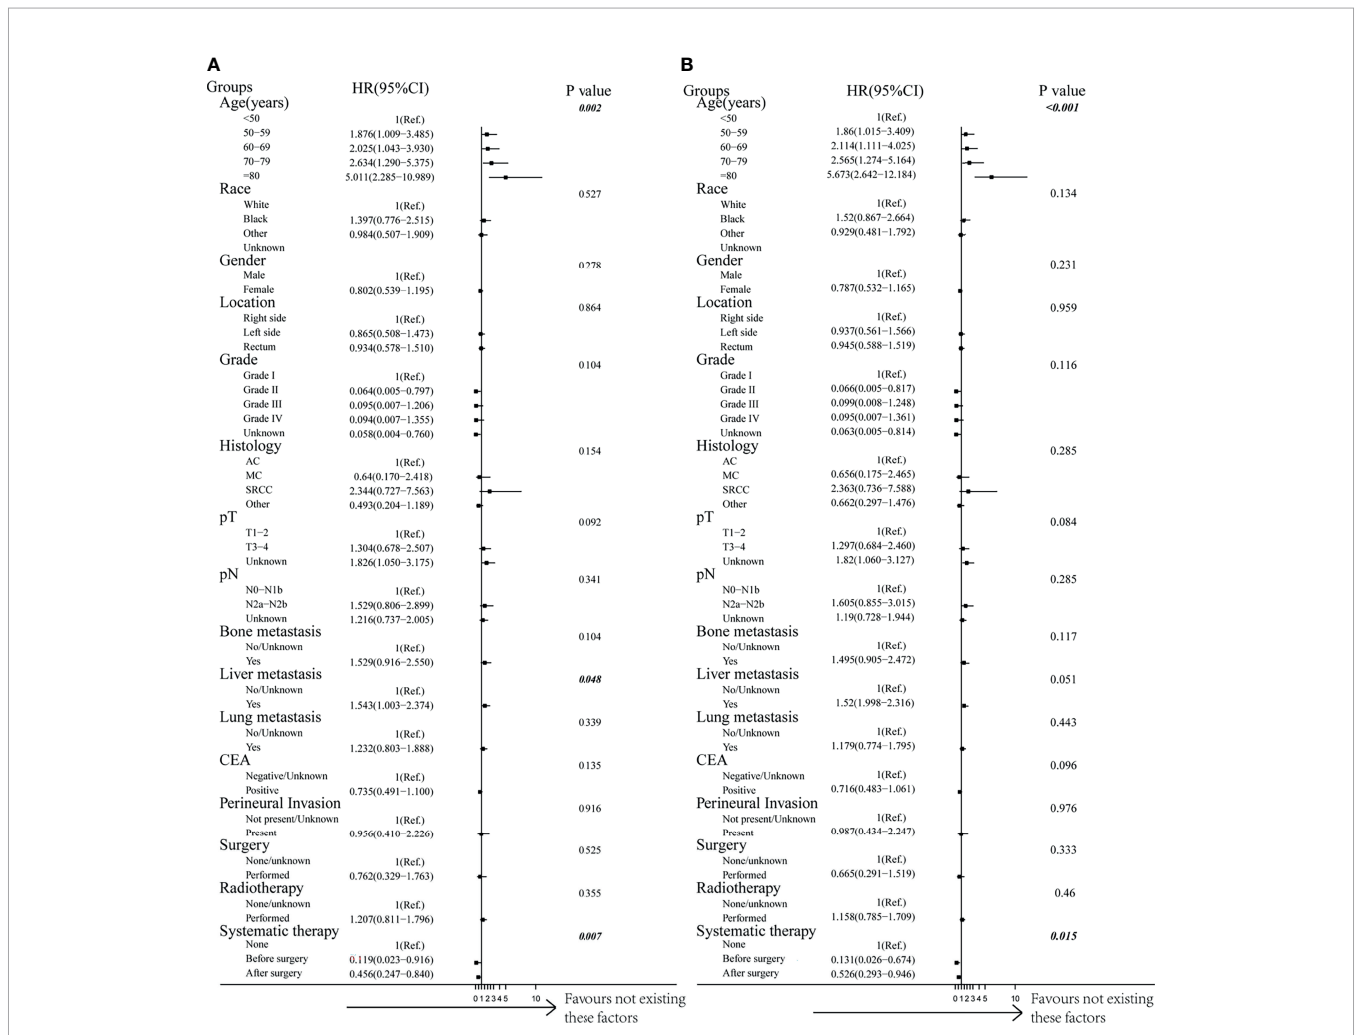 A
Groups HR(95%CI) P value
Age(years) 0.002
<50 1(Ref.)
50−59 1.876(1.009−3.485)
60−69 2.025(1.043−3.930)
70−79 2.634(1.290−5.375)
=80 5.011(2.285−10.989)
Race 0.527
White 1(Ref.)
Black 1.397(0.776−2.515)
Other 0.984(0.507−1.909)
Unknown
Gender 0.278
Male 1(Ref.)
Female 0.802(0.539−1.195)
Location 0.864
Right side 1(Ref.)
Left side 0.865(0.508−1.473)
Rectum 0.934(0.578−1.510)
Grade 0.104
Grade I 1(Ref.)
Grade II 0.064(0.005−0.797)
Grade III 0.095(0.007−1.206)
Grade IV 0.094(0.007−1.355)
Unknown 0.058(0.004−0.760)
Histology 0.154
AC 1(Ref.)
MC 0.64(0.170−2.418)
SRCC 2.344(0.727−7.563)
Other 0.493(0.204−1.189)
pT 0.092
T1−2 1(Ref.)
T3−4 1.304(0.678−2.507)
Unknown 1.826(1.050−3.175)
pN 0.341
N0−N1b 1(Ref.)
N2a−N2b 1.529(0.806−2.899)
Unknown 1.216(0.737−2.005)
Bone metastasis 0.104
No/Unknown 1(Ref.)
Yes 1.529(0.916−2.550)
Liver metastasis 0.048
No/Unknown 1(Ref.)
Yes 1.543(1.003−2.374)
Lung metastasis 0.339
No/Unknown 1(Ref.)
Yes 1.232(0.803−1.888)
CEA 0.135
Negative/Unknown 1(Ref.)
Positive 0.735(0.491−1.100)
Perineural Invasion 0.916
Not present/Unknown 1(Ref.)
Present 0.956(0.410−2.226)
Surgery 0.525
None/unknown 1(Ref.)
Performed 0.762(0.329−1.763)
Radiotherapy 0.355
None/unknown 1(Ref.)
Performed 1.207(0.811−1.796)
Systematic therapy 0.007
None 1(Ref.)
Before surgery 0.119(0.023−0.916)
After surgery 0.456(0.247−0.840)
0 1 2 3 4 5 10
Favours not existing
these factors
B
Groups HR(95%CI) P value
Age(years) <0.001
<50 1(Ref.)
50−59 1.86(1.015−3.409)
60−69 2.114(1.111−4.025)
70−79 2.565(1.274−5.164)
=80 5.673(2.642−12.184)
Race 0.134
White 1(Ref.)
Black 1.52(0.867−2.664)
Other 0.929(0.481−1.792)
Unknown
Gender 0.231
Male 1(Ref.)
Female 0.787(0.532−1.165)
Location 0.959
Right side 1(Ref.)
Left side 0.937(0.561−1.566)
Rectum 0.945(0.588−1.519)
Grade 0.116
Grade I 1(Ref.)
Grade II 0.066(0.005−0.817)
Grade III 0.099(0.008−1.248)
Grade IV 0.095(0.007−1.361)
Unknown 0.063(0.005−0.814)
Histology 0.285
AC 1(Ref.)
MC 0.656(0.175−2.465)
SRCC 2.363(0.736−7.588)
Other 0.662(0.297−1.476)
pT 0.084
T1−2 1(Ref.)
T3−4 1.297(0.684−2.460)
Unknown 1.82(1.060−3.127)
pN 0.285
N0−N1b 1(Ref.)
N2a−N2b 1.605(0.855−3.015)
Unknown 1.19(0.728−1.944)
Bone metastasis 0.117
No/Unknown 1(Ref.)
Yes 1.495(0.905−2.472)
Liver metastasis 0.051
No/Unknown 1(Ref.)
Yes 1.52(1.998−2.316)
Lung metastasis 0.443
No/Unknown 1(Ref.)
Yes 1.179(0.774−1.795)
CEA 0.096
Negative/Unknown 1(Ref.)
Positive 0.716(0.483−1.061)
Perineural Invasion 0.976
Not present/Unknown 1(Ref.)
Present 0.987(0.434−2.247)
Surgery 0.333
None/unknown 1(Ref.)
Performed 0.665(0.291−1.519)
Radiotherapy 0.46
None/unknown 1(Ref.)
Performed 1.158(0.785−1.709)
Systematic therapy 0.015
None 1(Ref.)
Before surgery 0.131(0.026−0.674)
After surgery 0.526(0.293−0.946)
0 1 2 3 4 5 10
Favours not existing
these factors